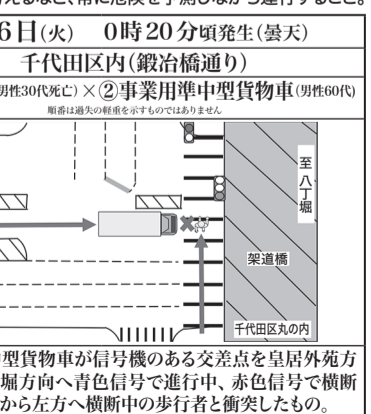 えるなど、常に危険を予測しながら運行すること。
6日(火) 0時20分頃発生(曇天)
千代田区内(鍛冶橋通り)
男性30代死亡)×②事業用準中型貨物車(男性60代)
順番は過失の軽重を示すものではありません
至八丁堀
架道橋
千代田区丸の内
型貨物車が信号機のある交差点を皇居外苑方
堀方向へ青色信号で進行中、赤色信号で横断
から左方へ横断中の歩行者と衝突したもの。